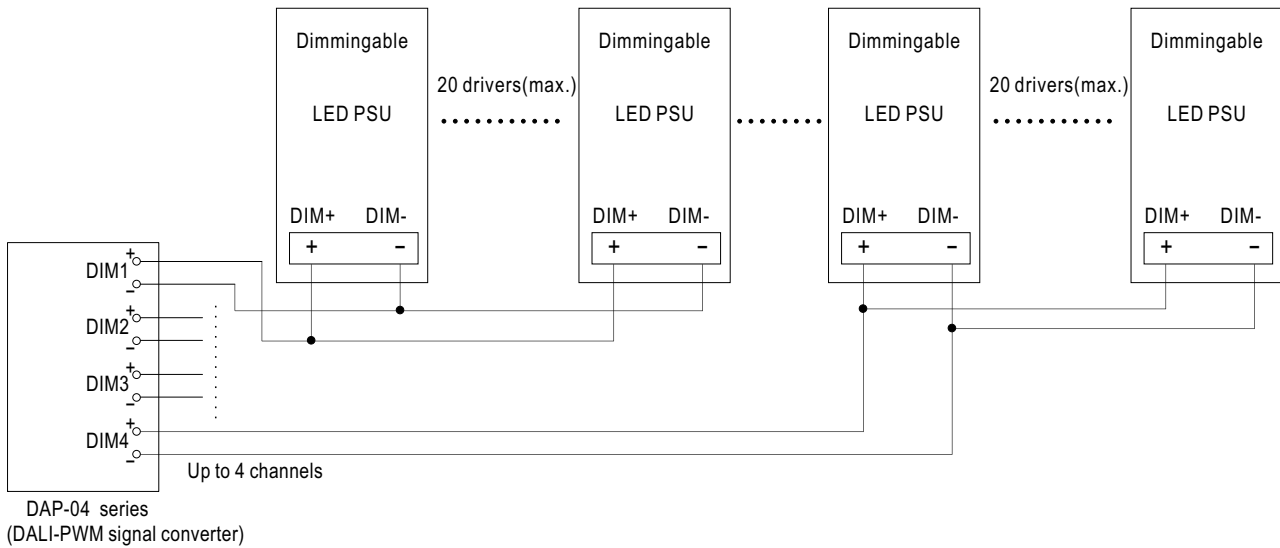 Dimmingable
LED PSU
DIM+ DIM-
+ −
20 drivers(max.)
Dimmingable
LED PSU
DIM+ DIM-
+ −
Dimmingable
LED PSU
DIM+ DIM-
+ −
20 drivers(max.)
Dimmingable
LED PSU
DIM+ DIM-
+ −
+
DIM1
−
+
DIM2
−
+
DIM3
−
+
DIM4
−
Up to 4 channels
DAP-04 series
(DALI-PWM signal converter)